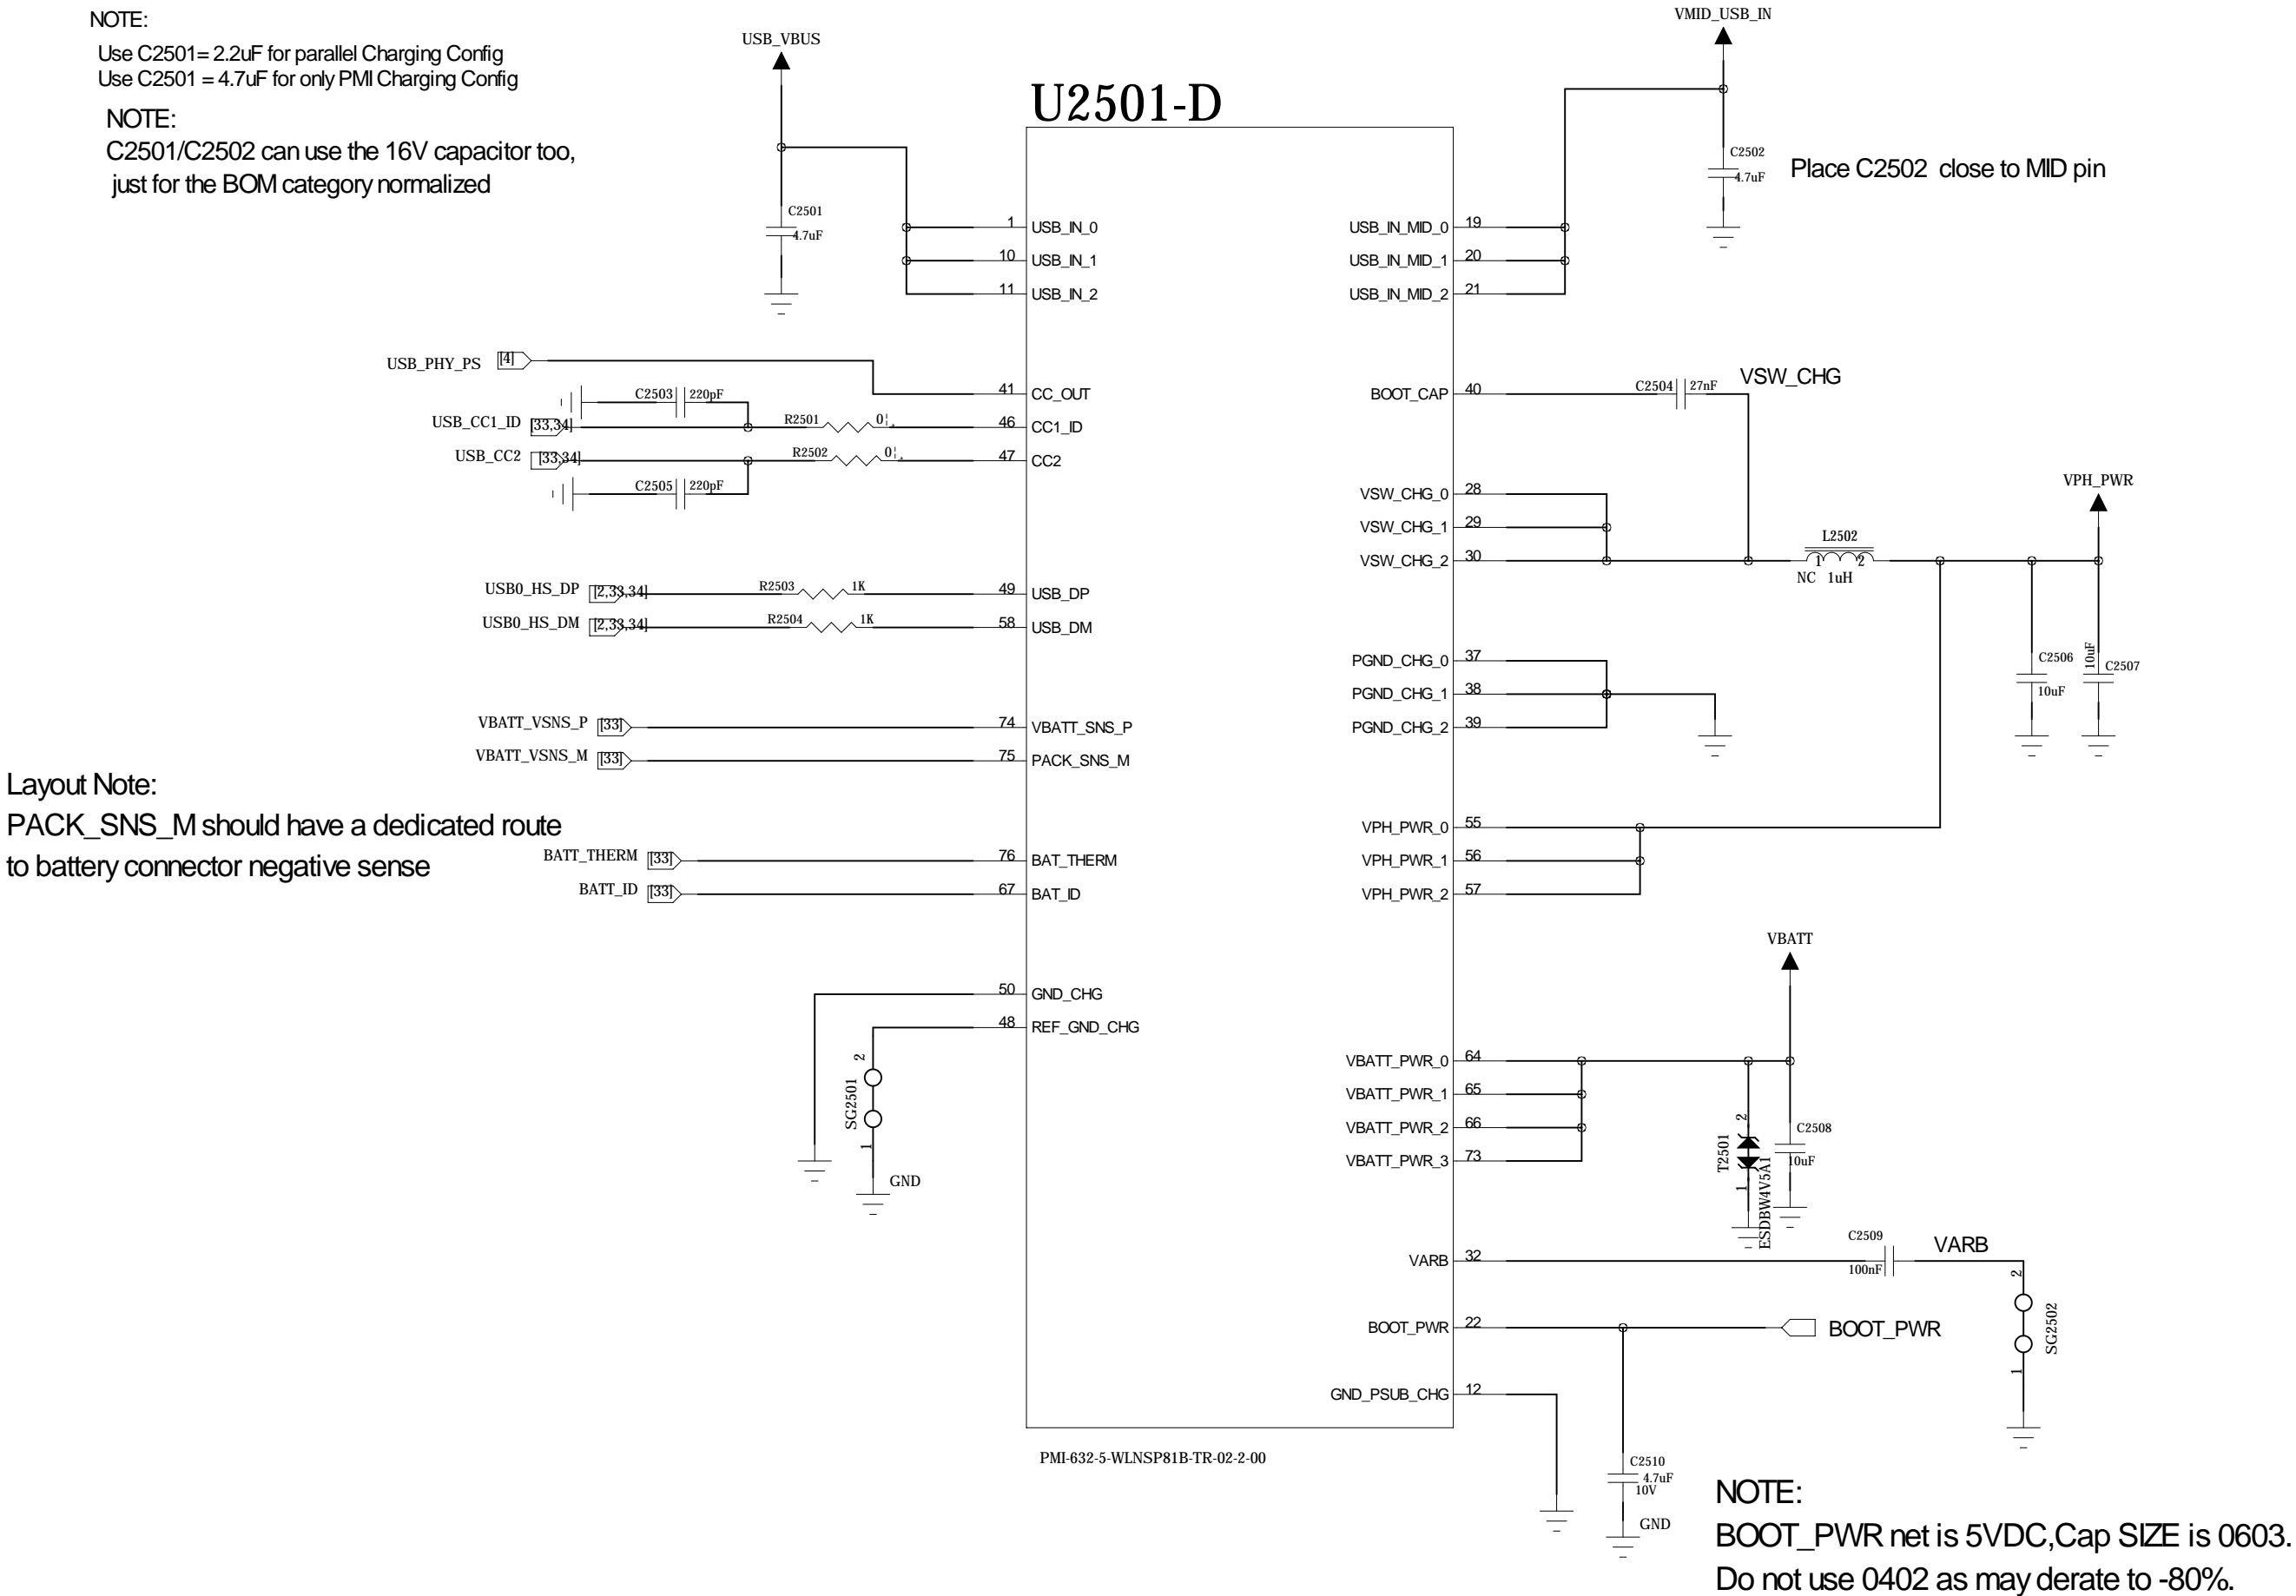 NOTE:
Use C2501= 2.2uF for parallel Charging Config
Use C2501 = 4.7uF for only PMI Charging Config
NOTE:
C2501/C2502 can use the 16V capacitor too,
just for the BOM category normalized
USB_VBUS
C2501
4.7uF
U2501-D
VMID_USB_IN
C2502
4.7uF
Place C2502 close to MID pin
1 USB_IN_0
10 USB_IN_1
11 USB_IN_2
USB_IN_MID_0 19
USB_IN_MID_1 20
USB_IN_MID_2 21
USB_PHY_PS [4]
41 CC_OUT
C2503 220pF
USB_CC1_ID [33,34]
R2501 0
46 CC1_ID
USB_CC2 [33,34]
R2502 0
47 CC2
C2505 220pF
BOOT_CAP 40
C2504 27nF
VSW_CHG
VSW_CHG_0 28
VSW_CHG_1 29
VSW_CHG_2 30
L2502
1 2
NC 1uH
VPH_PWR
USB0_HS_DP [2,33,34]
R2503 1K
49 USB_DP
USB0_HS_DM [2,33,34]
R2504 1K
58 USB_DM
PGND_CHG_0 37
PGND_CHG_1 38
PGND_CHG_2 39
C2506
10uF
10uF
C2507
VBATT_VSNS_P [33]
74 VBATT_SNS_P
VBATT_VSNS_M [33]
75 PACK_SNS_M
Layout Note:
PACK_SNS_M should have a dedicated route
to battery connector negative sense
BATT_THERM [33]
76 BAT_THERM
BATT_ID [33]
67 BAT_ID
VPH_PWR_0 55
VPH_PWR_1 56
VPH_PWR_2 57
VBATT
50 GND_CHG
48 REF_GND_CHG
2
SG2501
1
GND
VBATT_PWR_0 64
VBATT_PWR_1 65
VBATT_PWR_2 66
VBATT_PWR_3 73
2
T2501
1
ESDBW4V5A1
C2508
10uF
VARB 32
C2509
100nF
VARB
2
SG2502
1
BOOT_PWR 22
BOOT_PWR
GND_PSUB_CHG 12
PMI-632-5-WLNSP81B-TR-02-2-00
C2510
4.7uF
10V
GND
NOTE:
BOOT_PWR net is 5VDC,Cap SIZE is 0603.
Do not use 0402 as may derate to -80%.